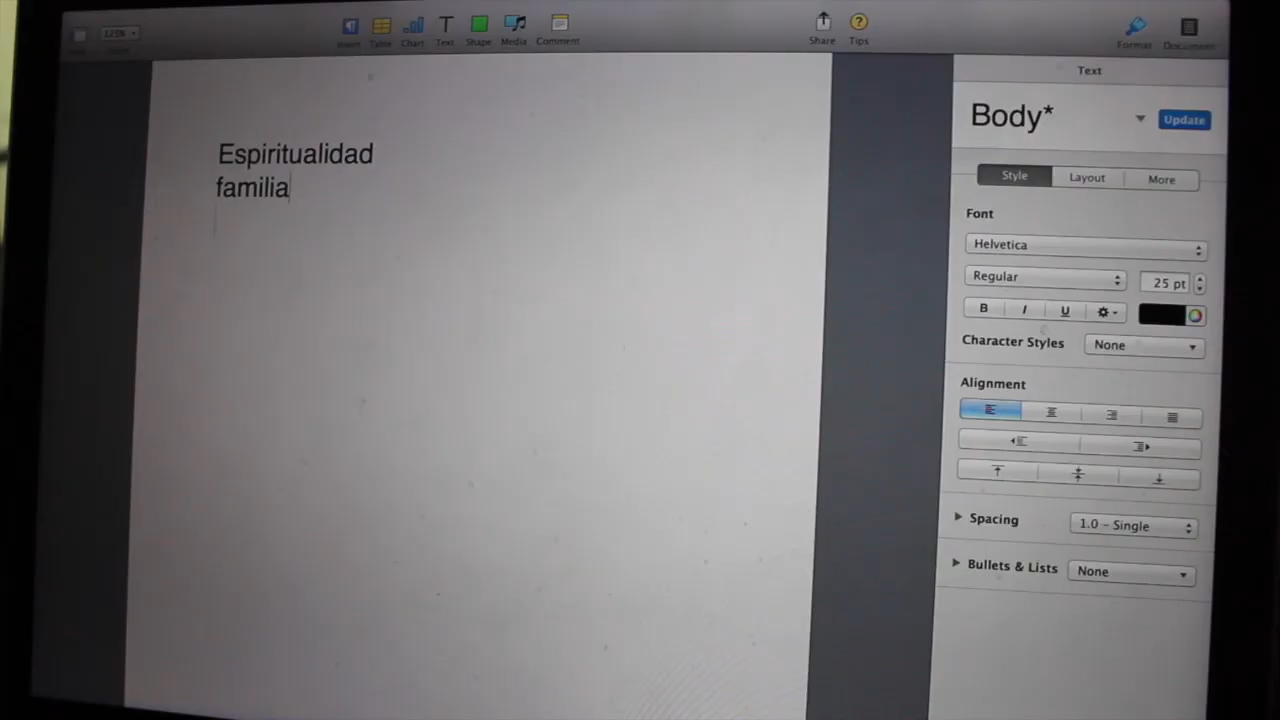 125%
Insert Table Chart Text Shape Media Comment Share Tips Format Document
Text
Body* Update
Espiritualidad
familia
Style Layout More
Font
Helvetica
Regular 25 pt
B I U
Character Styles None
Alignment
Spacing 1.0 – Single
Bullets & Lists None